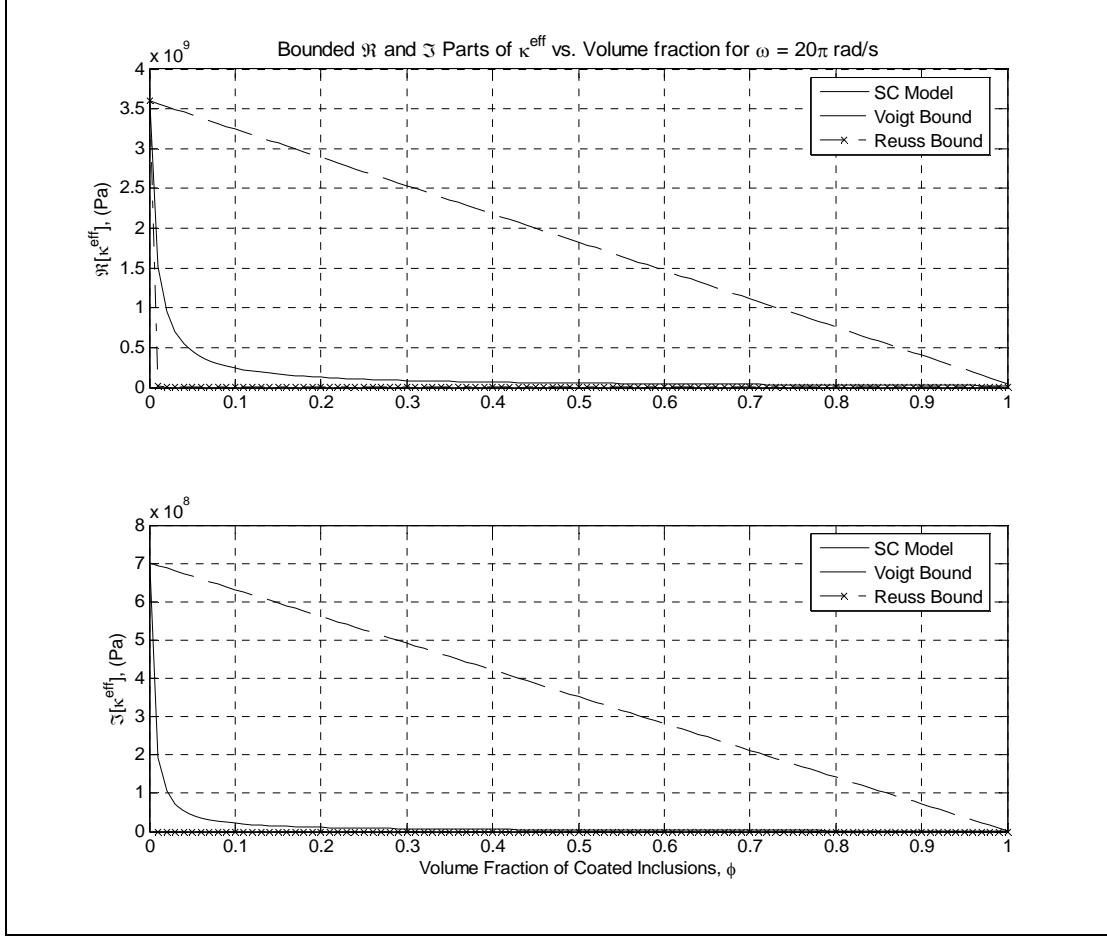 Bounded ℜ and ℑ Parts of κ^eff vs. Volume fraction for ω = 20π rad/s
x 10^9
4
3.5
3
2.5
2
1.5
1
0.5
0
ℜ[κ^eff], (Pa)
SC Model
Voigt Bound
Reuss Bound
0 0.1 0.2 0.3 0.4 0.5 0.6 0.7 0.8 0.9 1
x 10^8
8
7
6
5
4
3
2
1
0
ℑ[κ^eff], (Pa)
SC Model
Voigt Bound
Reuss Bound
0 0.1 0.2 0.3 0.4 0.5 0.6 0.7 0.8 0.9 1
Volume Fraction of Coated Inclusions, ϕ